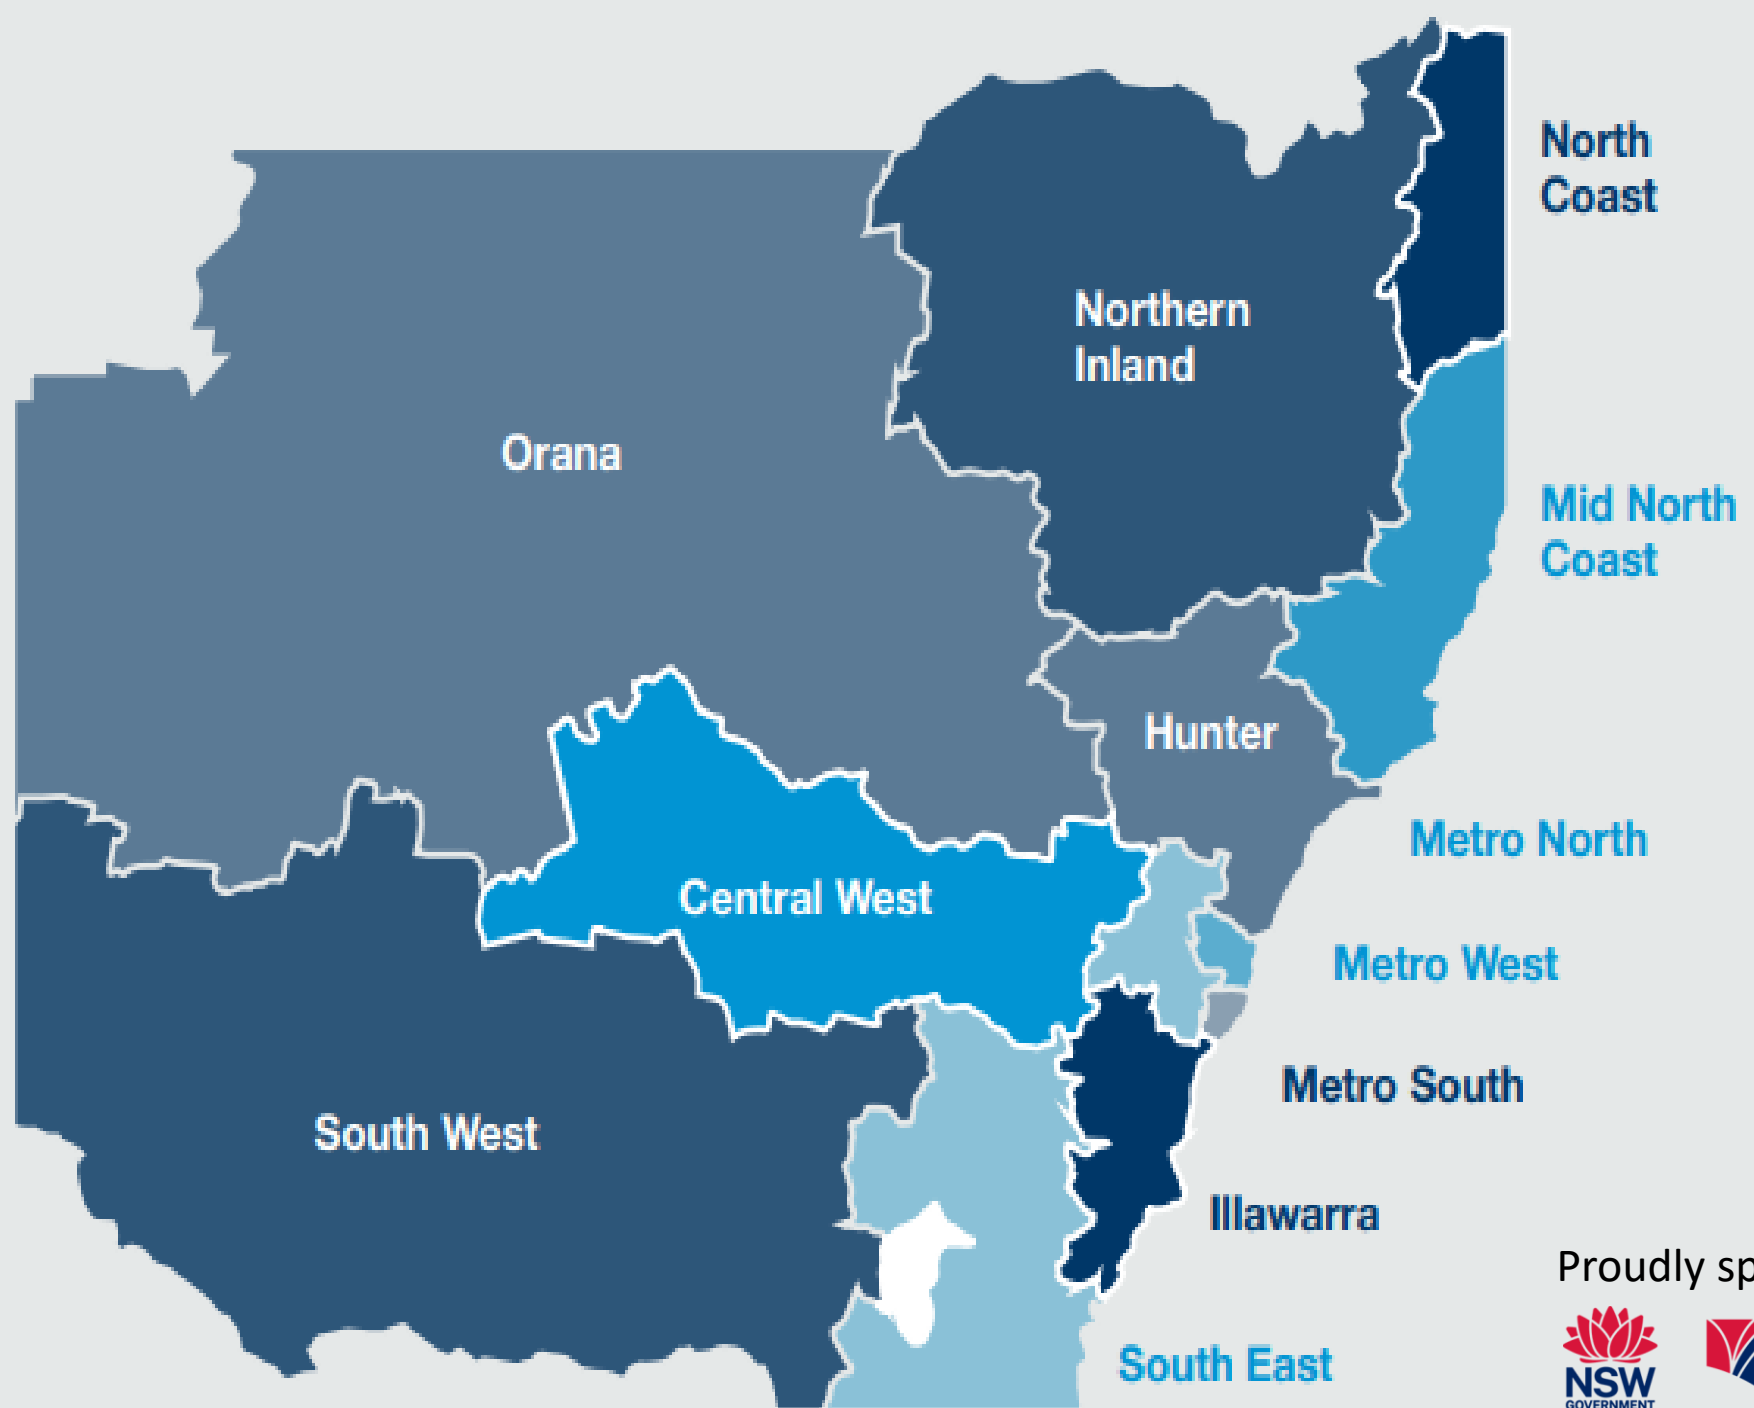 North
Coast
Northern
Inland
Orana
Mid North
Coast
Hunter
Metro North
Central West
Metro West
Metro South
South West
Illawarra
Proudly sp
South East
NSW
GOVERNMENT